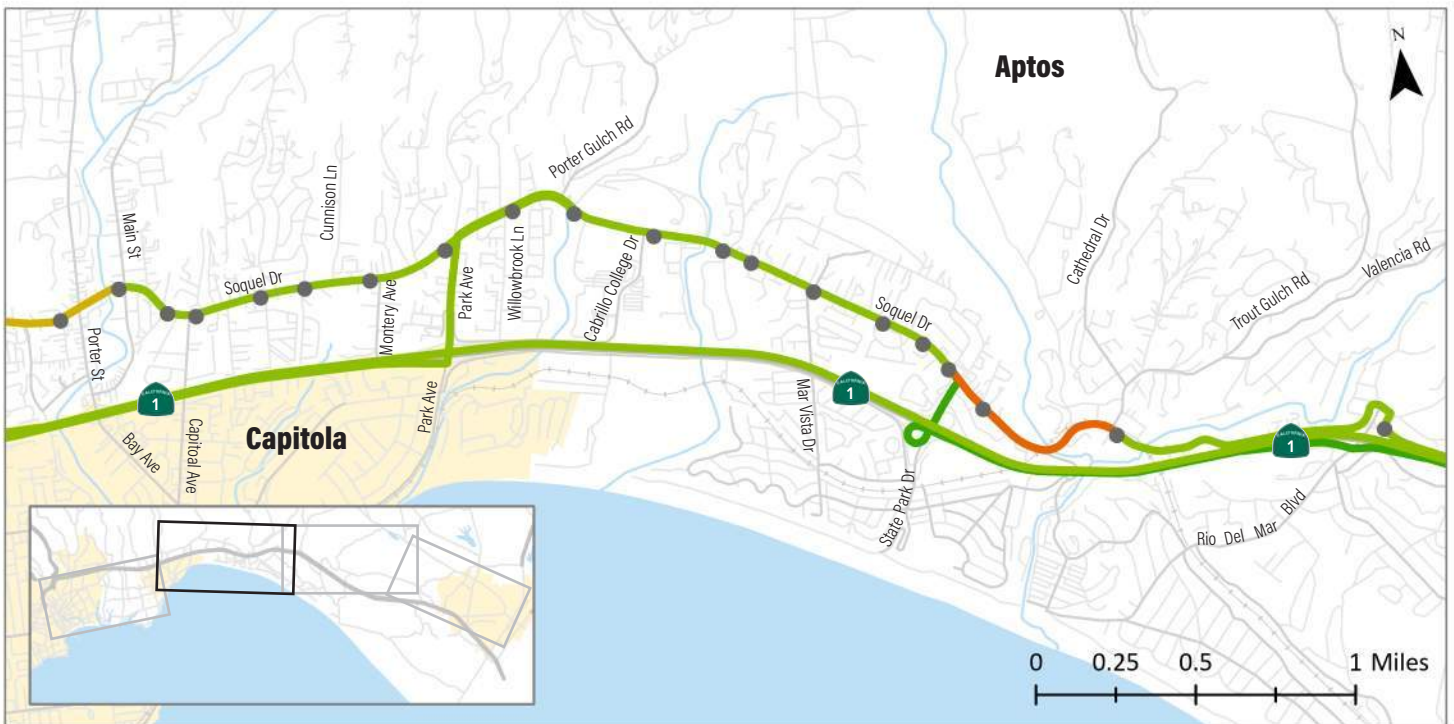 Aptos
N
Porter Gulch Rd
Main St
Cunnison Ln
Cathedral Dr
Valencia Rd
Willowbrook Ln
Cabrillo College Dr
Soquel Dr
Park Ave
Trout Gulch Rd
Montery Ave
Soquel Dr
Porter St
1
1
Park Ave
Mar Vista Dr
Capitola
Bay Ave
Capitoal Ave
1
State Park Dr
Rio Del Mar Blvd
0 0.25 0.5 1 Miles